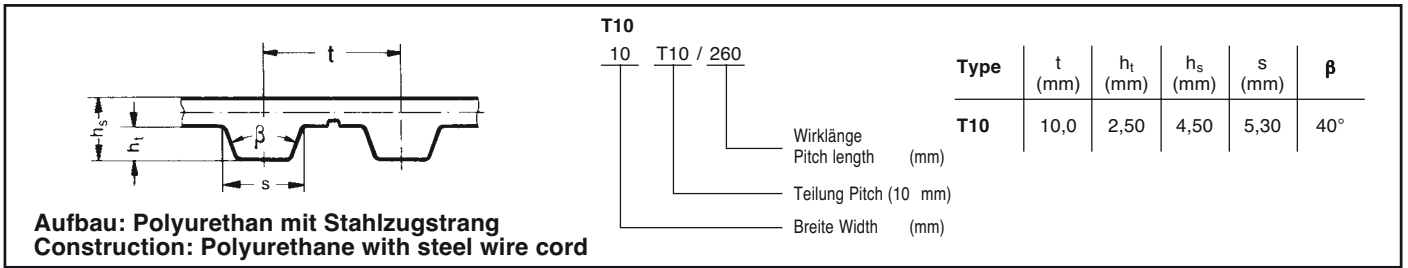 T10
10 T10 / 260
t
hs
ht
β
s
Wirklänge
Pitch length (mm)
Teilung Pitch (10 mm)
Breite Width (mm)
Type t (mm) ht (mm) hs (mm) s (mm) β
T10 10,0 2,50 4,50 5,30 40°
Aufbau: Polyurethan mit Stahlzugstrang
Construction: Polyurethane with steel wire cord